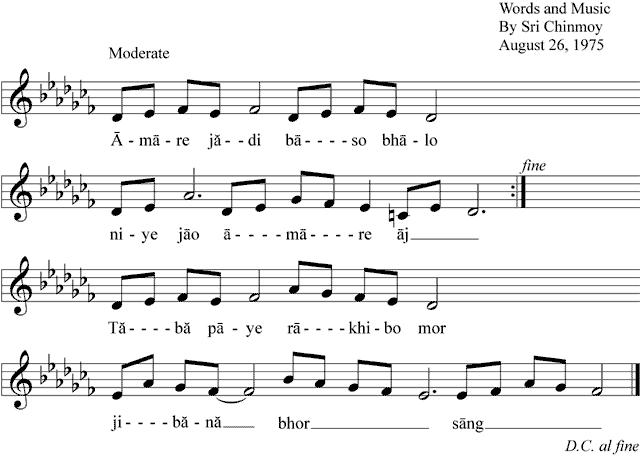 Words and Music
By Sri Chinmoy
August 26, 1975
Moderate
Ā-mā-re jă--di bā----so bhā-lo
fine
ni-ye jāo ā----mā----re āj
Tă----bă pā-ye rā----khi-bo mor
ji----bă-nă bhor sāng
D.C. al fine